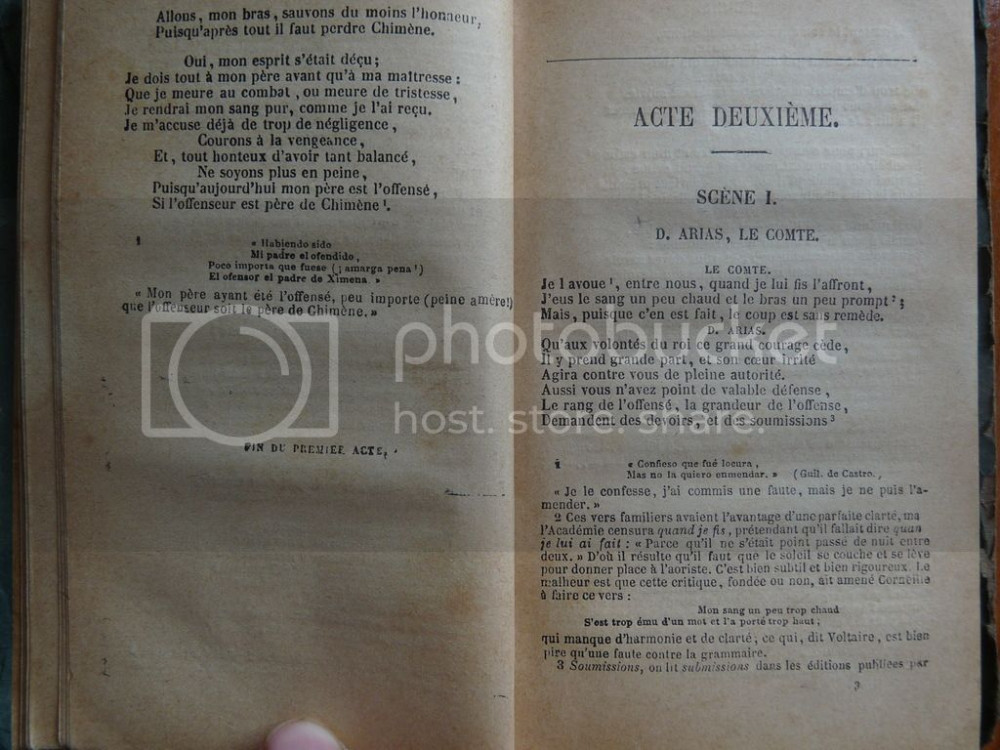 Allons, mon bras, sauvons du moins l'honneur,
Puisqu'après tout il faut perdre Chimène.
Oui, mon esprit s'était déçu;
Je dois tout à mon père avant qu'à ma maîtresse:
Que je meure au combat, ou meure de tristesse,
Je rendrai mon sang pur, comme je l'ai reçu.
Je m'accuse déjà de trop de négligence,
Courons à la vengeance,
Et, tout honteux d'avoir tant balancé,
Ne soyons plus en peine,
Puisqu'aujourd'hui mon père est l'offensé,
Si l'offenseur est père de Chimène 1.
1 « Habiendo sido
Mi padre el ofendido,
Poco importa que fuese (¡amarga pena!)
El ofensor el padre de Ximena. »
« Mon père ayant été l'offensé, peu importe (peine amère!)
que l'offenseur soit le père de Chimène. »
FIN DU PREMIER ACTE.
ACTE DEUXIÈME.
SCÈNE I.
D. ARIAS, LE COMTE.
LE COMTE.
Je l avoue 1, entre nous, quand je lui fis l'affront,
J'eus le sang un peu chaud et le bras un peu prompt 2;
Mais, puisque c'en est fait, le coup est sans remède.
D. ARIAS.
Qu'aux volontés du roi ce grand courage cède,
Il y prend grande part, et son cœur irrité
Agira contre vous de pleine autorité.
Aussi vous n'avez point de valable défense,
Le rang de l'offensé, la grandeur de l'offense,
Demandent des devoirs, et des soumissions 3
1 « Confieso que fué locura,
Mas no la quiero enmendar. » (Guil. de Castro.,
« Je le confesse, j'ai commis une faute, mais je ne puis l'a-
mender. »
2 Ces vers familiers avaient l'avantage d'une parfaite clarté, ma
l'Académie censura quand je fis, prétendant qu'il fallait dire quan
je lui ai fait : « Parce qu'il ne s'était point passé de nuit entre
deux. » D'où il résulte qu'il faut que le soleil se couche et se lève
pour donner place à l'aoriste. C'est bien subtil et bien rigoureux. Le
malheur est que cette critique, fondée ou non, ait amené Corneille
à faire ce vers :
Mon sang un peu trop chaud
S'est trop ému d'un mot et l'a porté trop haut;
qui manque d'harmonie et de clarté; ce qui, dit Voltaire, est bien
pire qu'une faute contre la grammaire.
3 Soumissions, on lit submissions dans les éditions publiées par
3
photobucket
host. store. share.